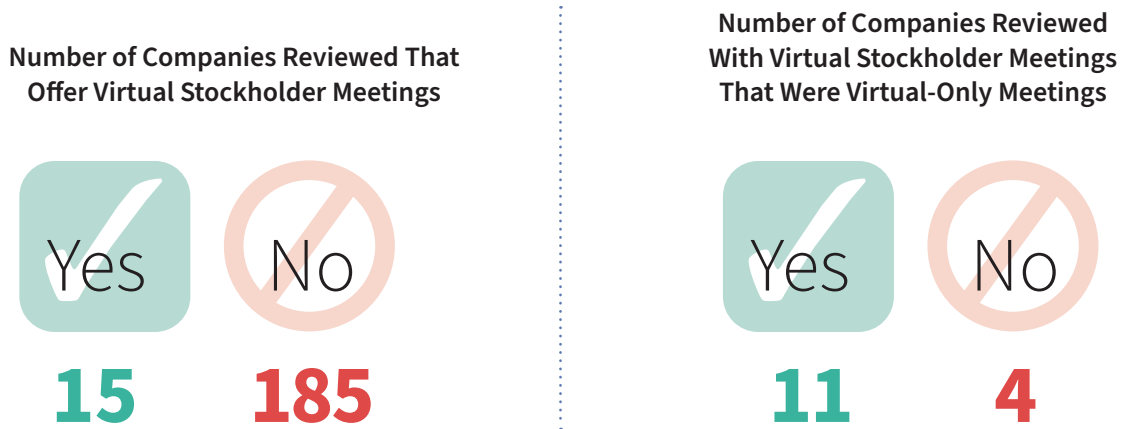 Number of Companies Reviewed That
Offer Virtual Stockholder Meetings
Yes
No
15
185
Number of Companies Reviewed
With Virtual Stockholder Meetings
That Were Virtual-Only Meetings
Yes
No
11
4